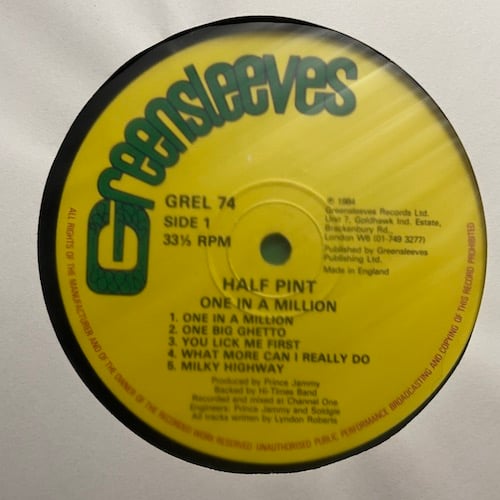 Greensleeves
GREL 74
SIDE 1
33⅓ RPM
℗ 1984
Greensleeves Records Ltd.
Unit 7, Goldhawk Ind. Estate,
Brackenbury Rd.,
London W6 (01-749 3277)
Published by Greensleeves
Publishing Ltd.
Made in England
HALF PINT
ONE IN A MILLION
1. ONE IN A MILLION
2. ONE BIG GHETTO
3. YOU LICK ME FIRST
4. WHAT MORE CAN I REALLY DO
5. MILKY HIGHWAY
Produced by Prince Jammy
Backed by Hi-Times Band
Recorded and mixed at Channel One
Engineers: Prince Jammy and Soldgie
All tracks written by Lyndon Roberts
ALL RIGHTS OF THE MANUFACTURER AND OF THE OWNER OF THE RECORDED WORK RESERVED UNAUTHORISED PUBLIC PERFORMANCE BROADCASTING AND COPYING OF THIS RECORD PROHIBITED